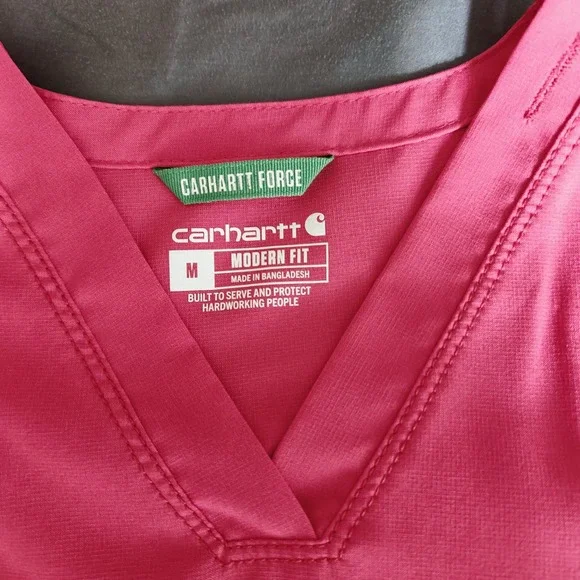 CARHARTT FORCE
carhartt
M MODERN FIT
MADE IN BANGLADESH
BUILT TO SERVE AND PROTECT
HARDWORKING PEOPLE